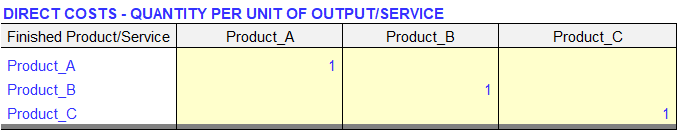 DIRECT COSTS - QUANTITY PER UNIT OF OUTPUT/SERVICE
Finished Product/Service Product_A Product_B Product_C
Product_A 1
Product_B 1
Product_C 1